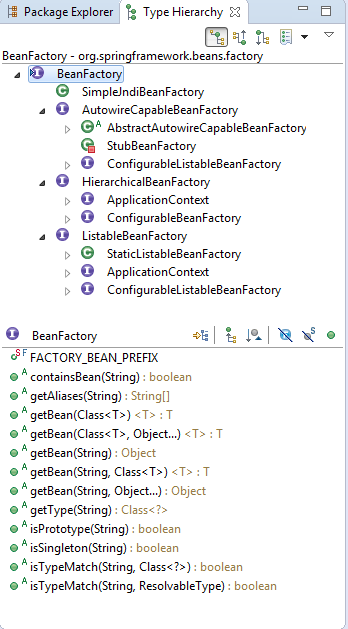 Package Explorer Type Hierarchy
BeanFactory - org.springframework.beans.factory
BeanFactory
SimpleJndiBeanFactory
AutowireCapableBeanFactory
AbstractAutowireCapableBeanFactory
StubBeanFactory
ConfigurableListableBeanFactory
HierarchicalBeanFactory
ApplicationContext
ConfigurableBeanFactory
ListableBeanFactory
StaticListableBeanFactory
ApplicationContext
ConfigurableListableBeanFactory
BeanFactory
FACTORY_BEAN_PREFIX
containsBean(String) : boolean
getAliases(String) : String[]
getBean(Class<T>) <T> : T
getBean(Class<T>, Object...) <T> : T
getBean(String) : Object
getBean(String, Class<T>) <T> : T
getBean(String, Object...) : Object
getType(String) : Class<?>
isPrototype(String) : boolean
isSingleton(String) : boolean
isTypeMatch(String, Class<?>) : boolean
isTypeMatch(String, ResolvableType) : boolean